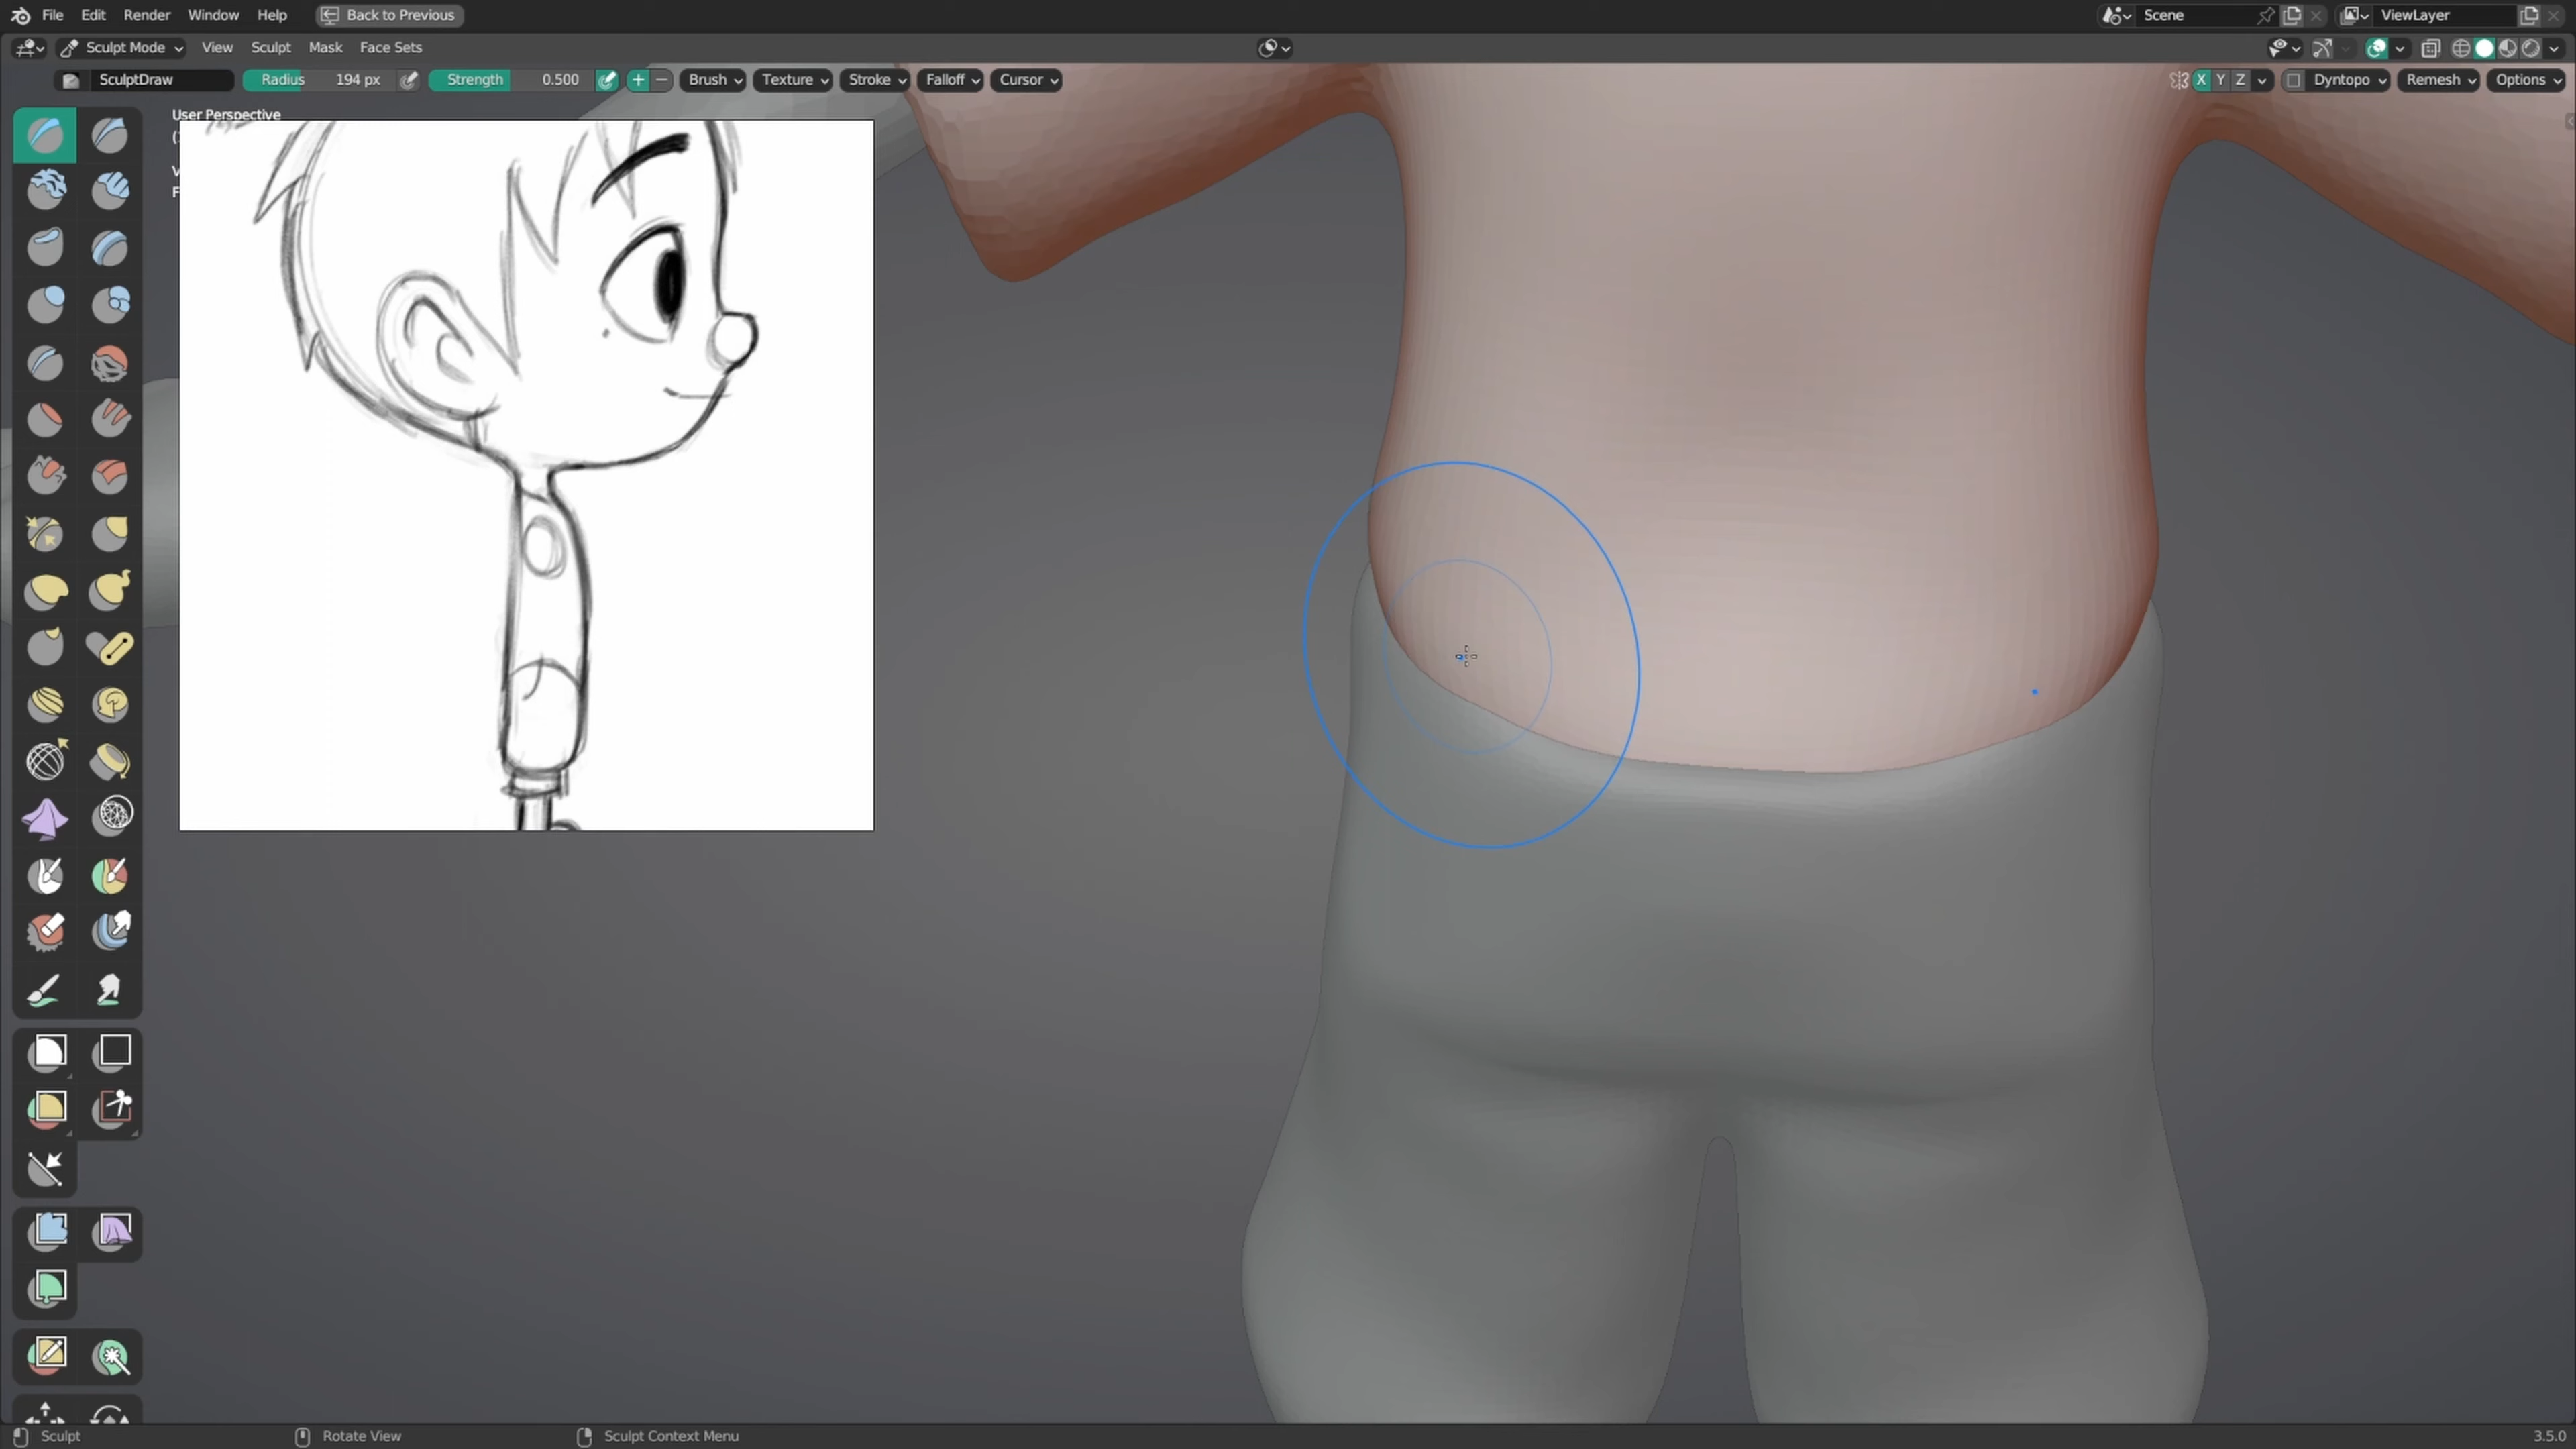 File Edit Render Window Help Back to Previous Scene ViewLayer
Sculpt Mode View Sculpt Mask Face Sets
SculptDraw Radius 194 px Strength 0.500 + − Brush Texture Stroke Falloff Cursor X Y Z Dyntopo Remesh Options
User Perspective
(
V
F
Sculpt Rotate View Sculpt Context Menu 3.5.0